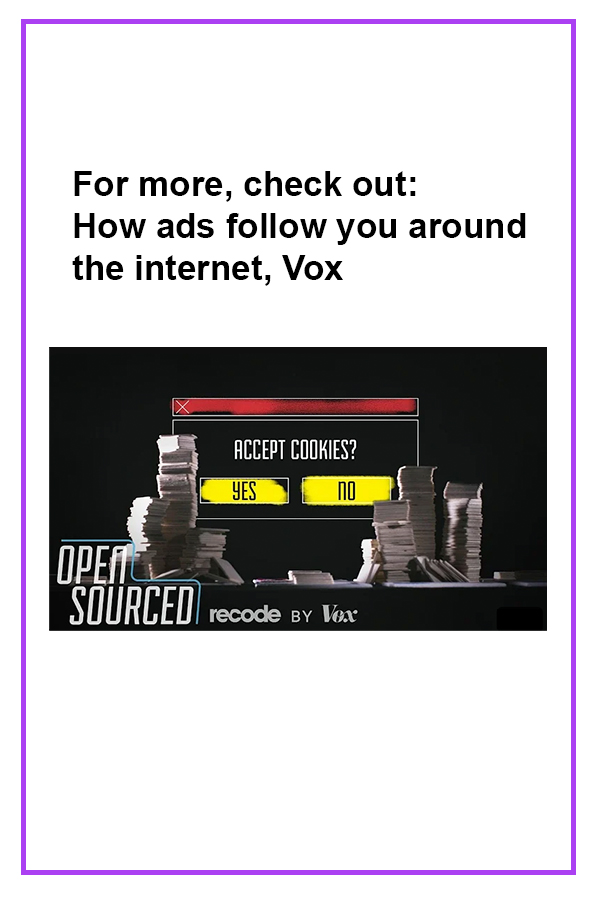 For more, check out:
How ads follow you around
the internet, Vox
ACCEPT COOKIES?
YES
NO
OPEN
SOURCED
recode BY Vox